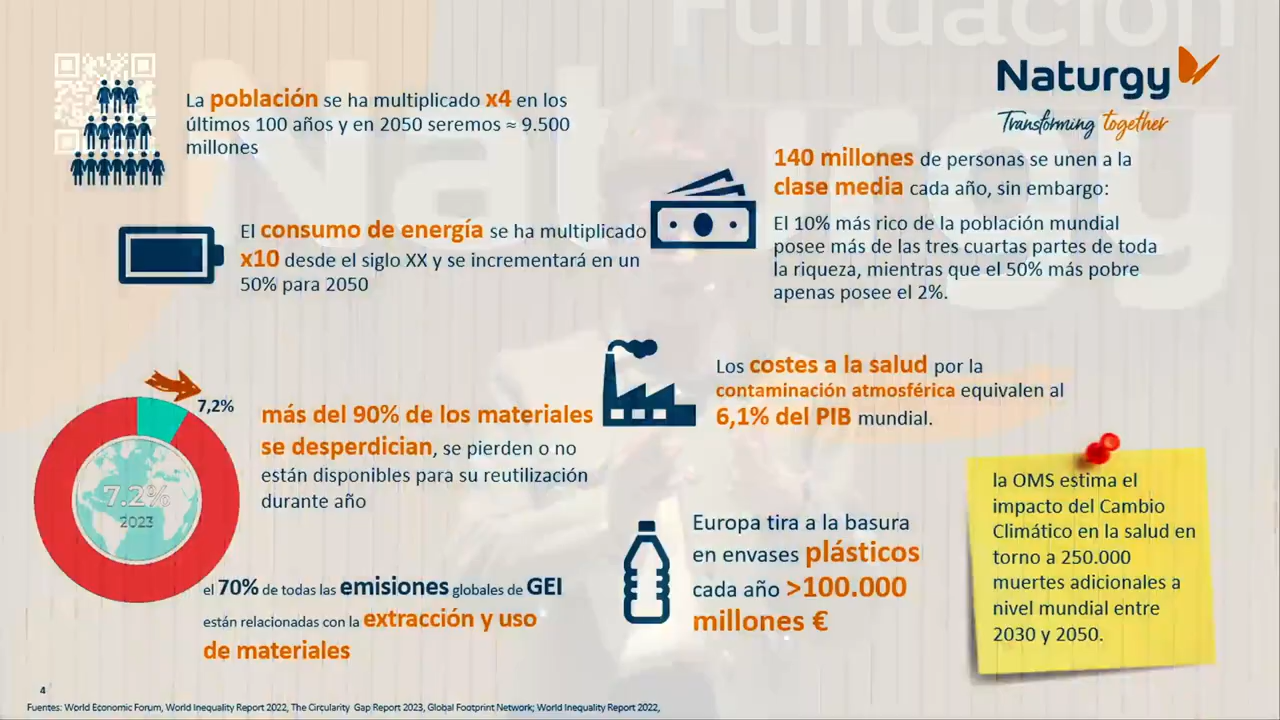 Fundación
Naturgy
Naturgy
Transforming together
La población se ha multiplicado x4 en los
últimos 100 años y en 2050 seremos ≈ 9.500
millones
140 millones de personas se unen a la
clase media cada año, sin embargo:
El 10% más rico de la población mundial
posee más de las tres cuartas partes de toda
la riqueza, mientras que el 50% más pobre
apenas posee el 2%.
El consumo de energía se ha multiplicado
x10 desde el siglo XX y se incrementará en un
50% para 2050
Los costes a la salud por la
contaminación atmosférica equivalen al
6,1% del PIB mundial.
7,2%
7.2%
2023
más del 90% de los materiales
se desperdician, se pierden o no
están disponibles para su reutilización
durante año
el 70% de todas las emisiones globales de GEI
están relacionadas con la extracción y uso
de materiales
Europa tira a la basura
en envases plásticos
cada año >100.000
millones €
la OMS estima el
impacto del Cambio
Climático en la salud en
torno a 250.000
muertes adicionales a
nivel mundial entre
2030 y 2050.
4
Fuentes: World Economic Forum, World Inequality Report 2022, The Circularity Gap Report 2023, Global Footprint Network; World Inequality Report 2022,